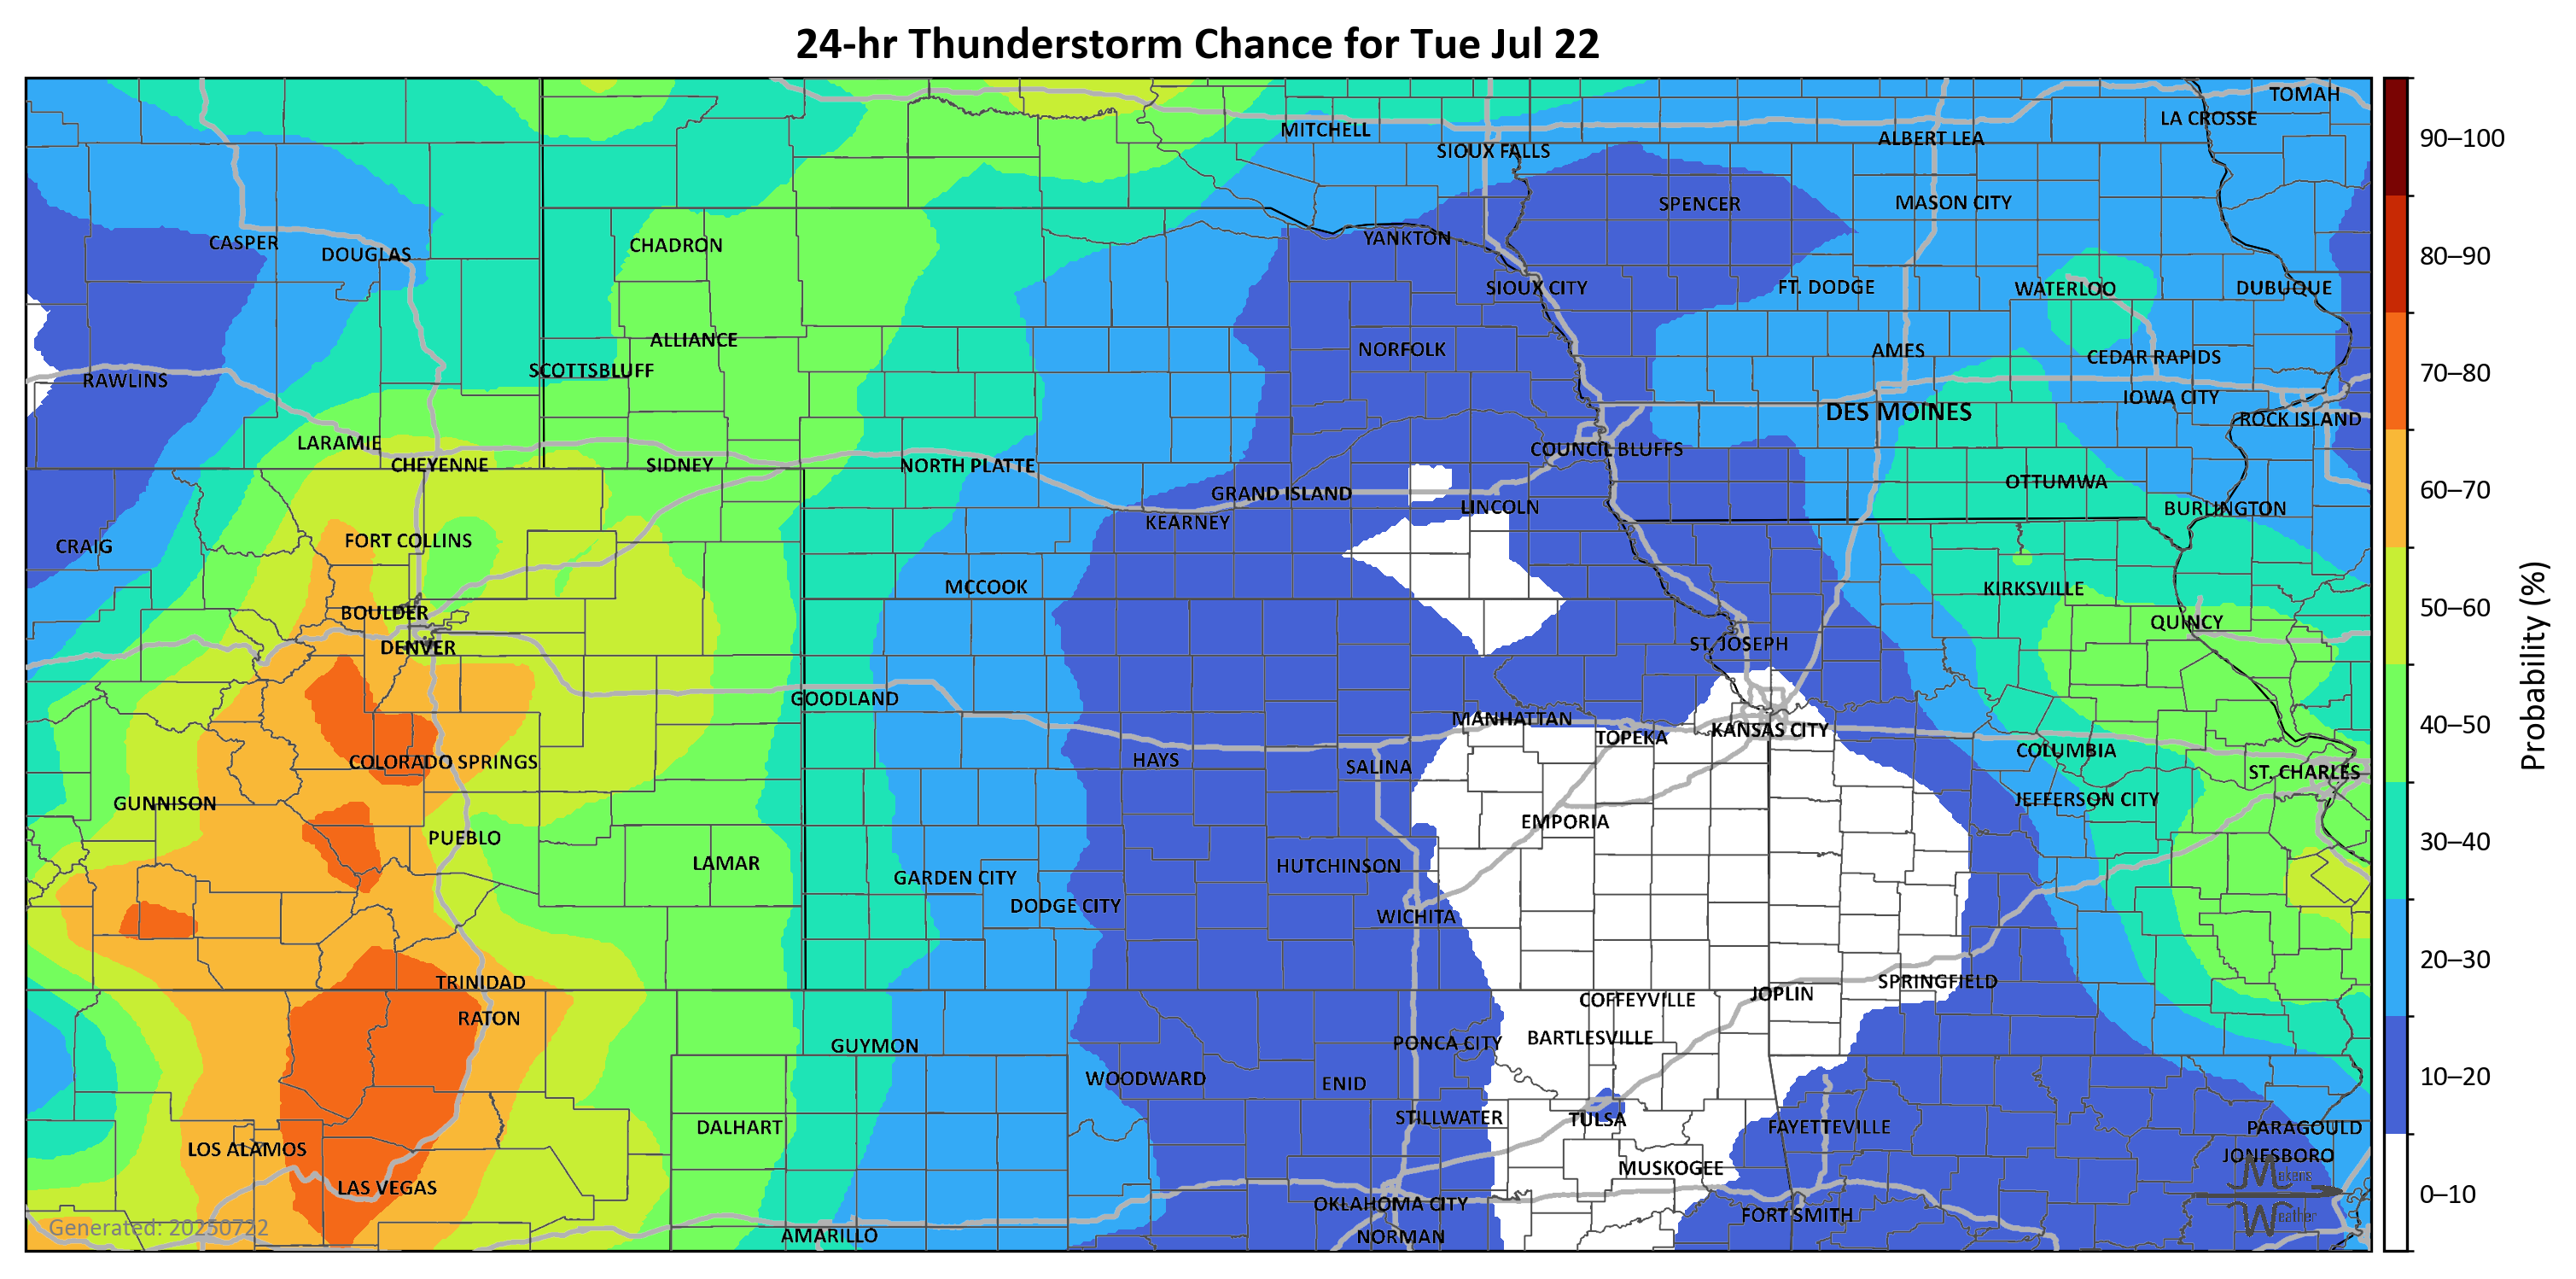 24-hr Thunderstorm Chance for Tue Jul 22
TOMAH
LA CROSSE
MITCHELL
ALBERT LEA
SIOUX FALLS
SPENCER
MASON CITY
CASPER
DOUGLAS
CHADRON
YANKTON
SIOUX CITY
FT. DODGE
WATERLOO
DUBUQUE
ALLIANCE
NORFOLK
AMES
CEDAR RAPIDS
RAWLINS
SCOTTSBLUFF
IOWA CITY
DES MOINES
ROCK ISLAND
LARAMIE
COUNCIL BLUFFS
CHEYENNE
SIDNEY
NORTH PLATTE
OTTUMWA
GRAND ISLAND
LINCOLN
BURLINGTON
KEARNEY
CRAIG
FORT COLLINS
MCCOOK
KIRKSVILLE
BOULDER
QUINCY
DENVER
ST. JOSEPH
GOODLAND
MANHATTAN
TOPEKA
KANSAS CITY
COLUMBIA
COLORADO SPRINGS
HAYS
SALINA
ST. CHARLES
GUNNISON
JEFFERSON CITY
EMPORIA
PUEBLO
LAMAR
HUTCHINSON
GARDEN CITY
DODGE CITY
WICHITA
TRINIDAD
SPRINGFIELD
JOPLIN
COFFEYVILLE
RATON
BARTLESVILLE
PONCA CITY
GUYMON
WOODWARD
ENID
STILLWATER
TULSA
DALHART
FAYETTEVILLE
PARAGOULD
LOS ALAMOS
JONESBORO
MUSKOGEE
LAS VEGAS
OKLAHOMA CITY
FORT SMITH
AMARILLO
NORMAN
Generated: 20250722
Makens
Weather
90–100
80–90
70–80
60–70
50–60
40–50
30–40
20–30
10–20
0–10
Probability (%)